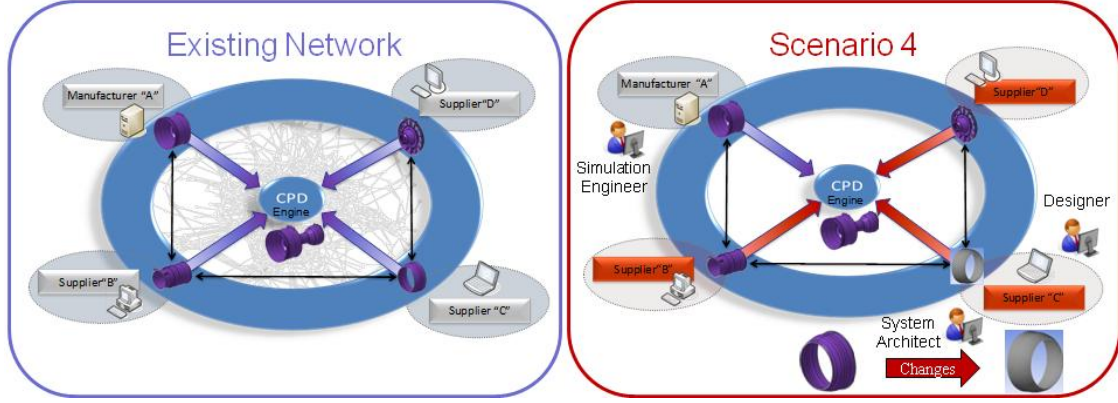 Existing Network
Manufacturer "A"
Supplier"D"
CPD
Engine
Supplier"B"
Supplier "C"
Scenario 4
Manufacturer "A"
Supplier"D"
Simulation
Engineer
CPD
Engine
Designer
Supplier"B"
Supplier "C"
System
Architect
Changes